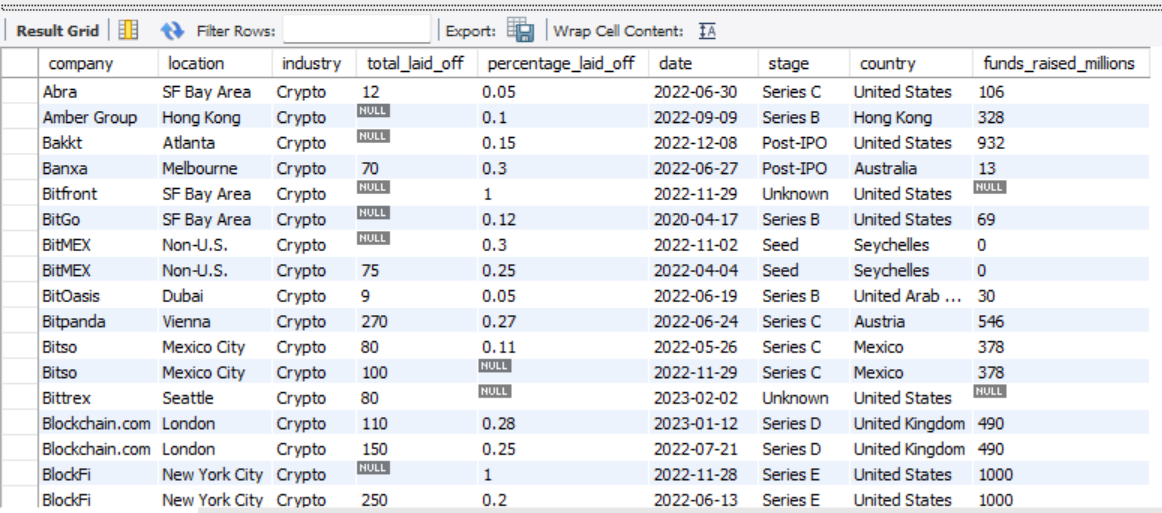 Result Grid Filter Rows: Export: Wrap Cell Content: IA
company location industry total_laid_off percentage_laid_off date stage country funds_raised_millions
Abra SF Bay Area Crypto 12 0.05 2022-06-30 Series C United States 106
Amber Group Hong Kong Crypto NULL 0.1 2022-09-09 Series B Hong Kong 328
Bakkt Atlanta Crypto NULL 0.15 2022-12-08 Post-IPO United States 932
Banxa Melbourne Crypto 70 0.3 2022-06-27 Post-IPO Australia 13
Bitfront SF Bay Area Crypto NULL 1 2022-11-29 Unknown United States NULL
BitGo SF Bay Area Crypto NULL 0.12 2020-04-17 Series B United States 69
BitMEX Non-U.S. Crypto NULL 0.3 2022-11-02 Seed Seychelles 0
BitMEX Non-U.S. Crypto 75 0.25 2022-04-04 Seed Seychelles 0
BitOasis Dubai Crypto 9 0.05 2022-06-19 Series B United Arab ... 30
Bitpanda Vienna Crypto 270 0.27 2022-06-24 Series C Austria 546
Bitso Mexico City Crypto 80 0.11 2022-05-26 Series C Mexico 378
Bitso Mexico City Crypto 100 NULL 2022-11-29 Series C Mexico 378
Bittrex Seattle Crypto 80 NULL 2023-02-02 Unknown United States NULL
Blockchain.com London Crypto 110 0.28 2023-01-12 Series D United Kingdom 490
Blockchain.com London Crypto 150 0.25 2022-07-21 Series D United Kingdom 490
BlockFi New York City Crypto NULL 1 2022-11-28 Series E United States 1000
BlockFi New York City Crypto 250 0.2 2022-06-13 Series E United States 1000